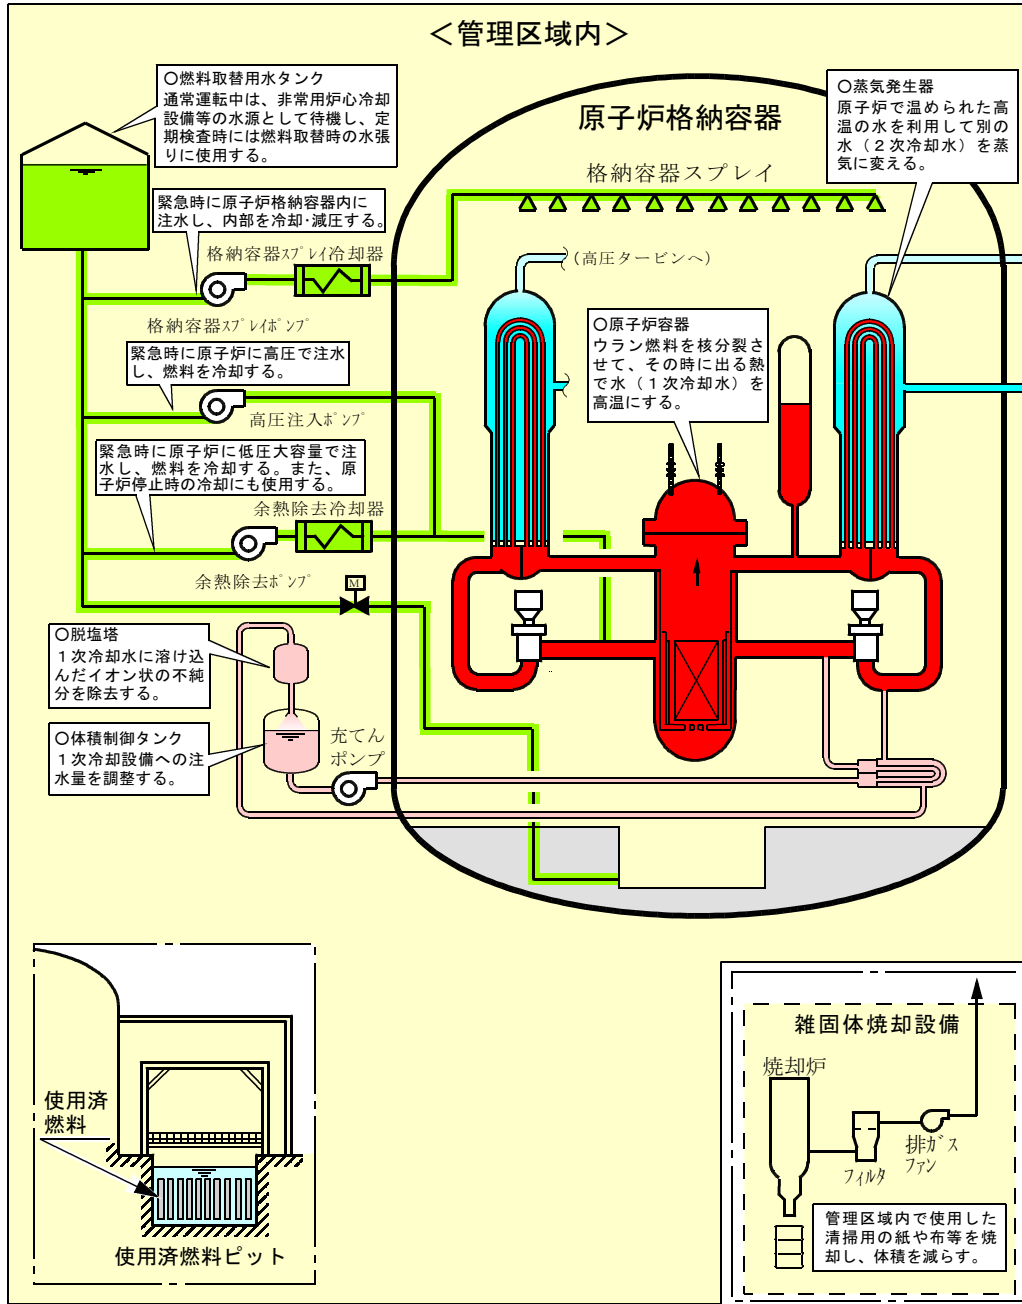 ＜管理区域内＞
○燃料取替用水タンク
通常運転中は、非常用炉心冷却
設備等の水源として待機し、定
期検査時には燃料取替時の水張
りに使用する。
原子炉格納容器
○蒸気発生器
原子炉で温められた高
温の水を利用して別の
水（２次冷却水）を蒸
気に変える。
格納容器スプレイ
緊急時に原子炉格納容器内に
注水し、内部を冷却･減圧する。
格納容器ｽﾌﾟﾚｲ冷却器
(高圧タービンへ)
格納容器ｽﾌﾟﾚｲﾎﾟﾝﾌﾟ
○原子炉容器
ウラン燃料を核分裂さ
せて、その時に出る熱
で水（１次冷却水）を
高温にする。
緊急時に原子炉に高圧で注水
し、燃料を冷却する。
高圧注入ﾎﾟﾝﾌﾟ
緊急時に原子炉に低圧大容量で注
水し、燃料を冷却する。また、原
子炉停止時の冷却にも使用する。
余熱除去冷却器
余熱除去ﾎﾟﾝﾌﾟ
M
○脱塩塔
１次冷却水に溶け込
んだイオン状の不純
分を除去する。
○体積制御タンク
１次冷却設備への注
水量を調整する。
充てん
ポンプ
使用済
燃料
使用済燃料ピット
雑固体焼却設備
焼却炉
フィルタ
排ｶﾞｽ
ファン
管理区域内で使用した
清掃用の紙や布等を焼
却し、体積を減らす。